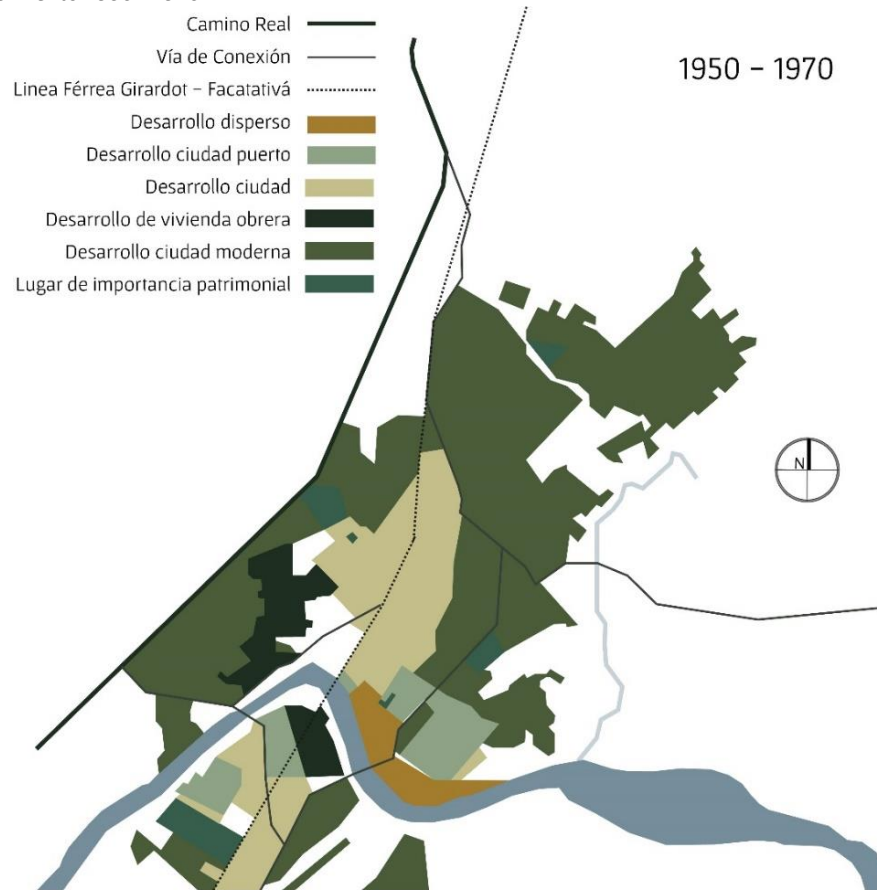 Camino Real
1950 – 1970
Vía de Conexión
Linea Férrea Girardot – Facatativá
Desarrollo disperso
Desarrollo ciudad puerto
Desarrollo ciudad
Desarrollo de vivienda obrera
Desarrollo ciudad moderna
Lugar de importancia patrimonial
N